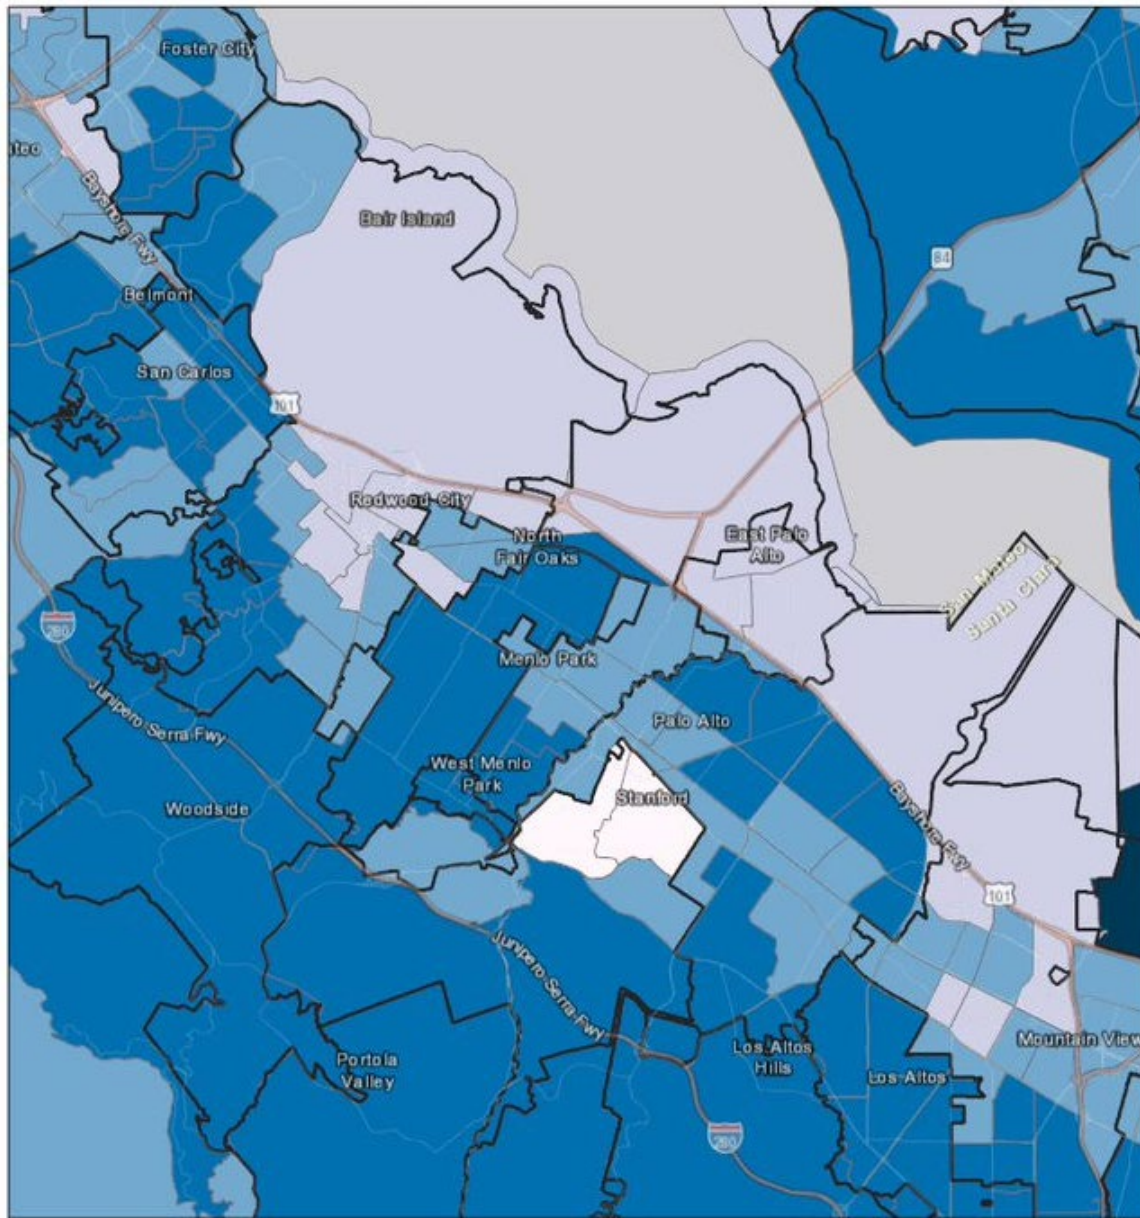 Foster City
Bayshore Fwy
Bair Island
84
Belmont
San Carlos
101
Redwood City
North
Fair Oaks
East Palo
Alto
San Mateo
Santa Clara
280
Menlo Park
Junipero Serra Fwy
Palo Alto
West Menlo
Park
Stanford
Woodside
Bayshore Fwy
101
Junipero Serra Fwy
Mountain View
Portola
Valley
Los Altos
Hills
Los Altos
280